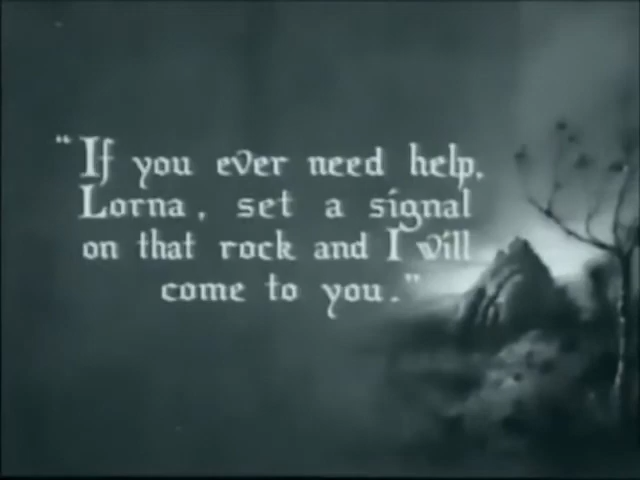 "If you ever need help,
Lorna, set a signal
on that rock and I will
come to you."